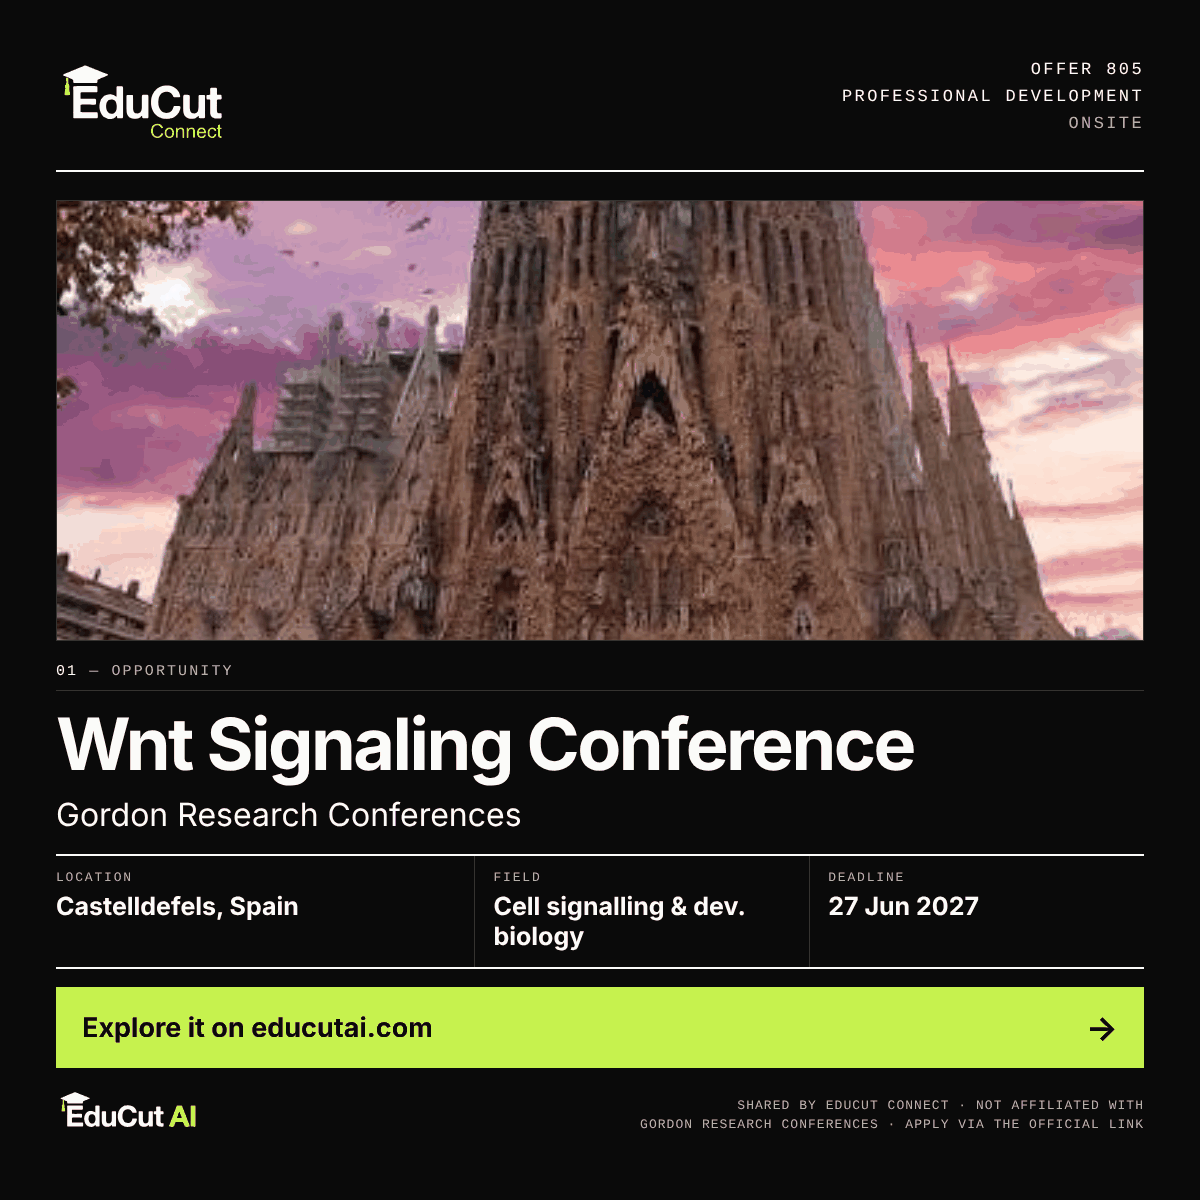 EduCut
Connect
OFFER 805
PROFESSIONAL DEVELOPMENT
ONSITE
01 — OPPORTUNITY
Wnt Signaling Conference
Gordon Research Conferences
LOCATION
Castelldefels, Spain
FIELD
Cell signalling & dev.
biology
DEADLINE
27 Jun 2027
Explore it on educutai.com →
EduCut AI
SHARED BY EDUCUT CONNECT · NOT AFFILIATED WITH
GORDON RESEARCH CONFERENCES · APPLY VIA THE OFFICIAL LINK